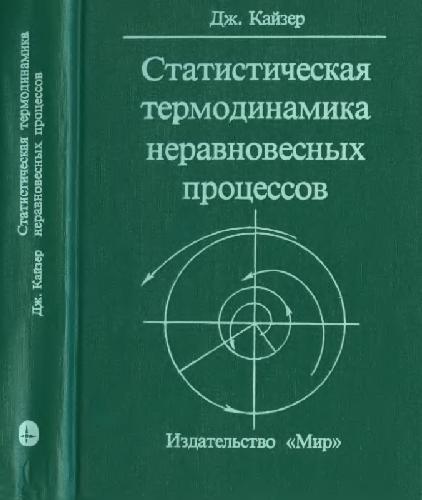 Дж. Кайзер
Статистическая
термодинамика
неравновесных
процессов
Издательство «Мир»
Дж. Кайзер Статистическая термодинамика
неравновесных процессов